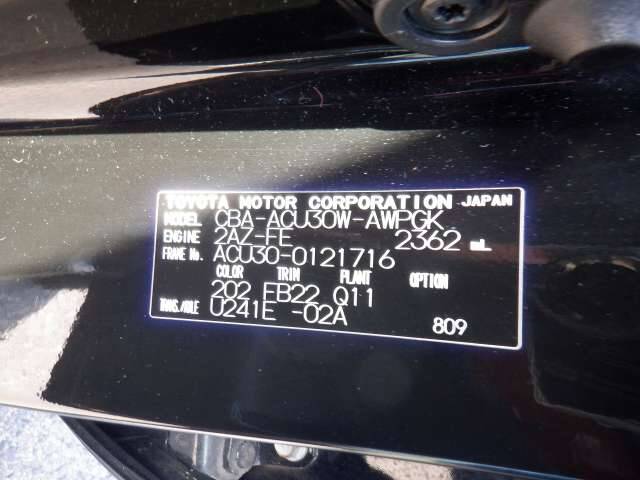 TOYOTA MOTOR CORPORATION JAPAN
MODEL CBA-ACU30W-AWPGK
ENGINE 2AZ-FE 2362 mL
FRAME No. ACU30-0121716
COLOR TRIM PLANT OPTION
202 FB22 Q11
TRANS./AXLE U241E -02A
809